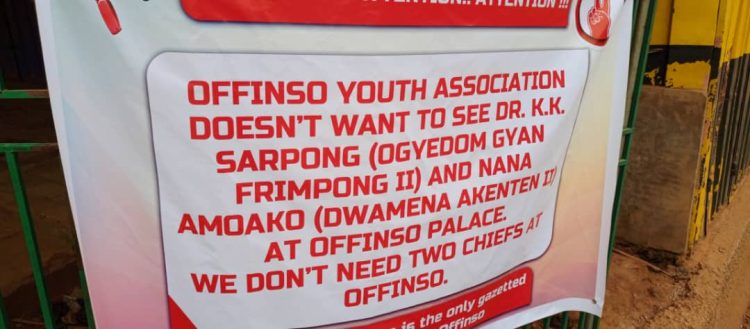 ATTENTION!!!
OFFINSO YOUTH ASSOCIATION
DOESN'T WANT TO SEE DR. K.K.
SARPONG (OGYEDOM GYAN
FRIMPONG II) AND NANA
AMOAKO (DWAMENA AKENTEN II)
AT OFFINSO PALACE.
WE DON'T NEED TWO CHIEFS AT
OFFINSO.
is the only gazetted
Offinso